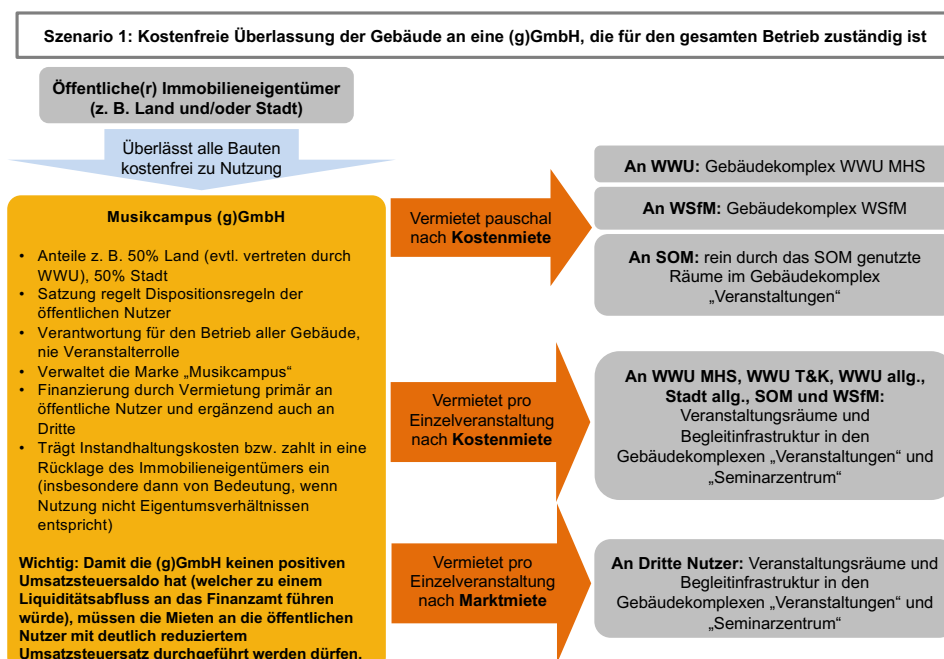 Szenario 1: Kostenfreie Überlassung der Gebäude an eine (g)GmbH, die für den gesamten Betrieb zuständig ist
Öffentliche(r) Immobilieneigentümer
(z. B. Land und/oder Stadt)
Überlässt alle Bauten
kostenfrei zu Nutzung
Musikcampus (g)GmbH
• Anteile z. B. 50% Land (evtl. vertreten durch
WWU), 50% Stadt
• Satzung regelt Dispositionsregeln der
öffentlichen Nutzer
• Verantwortung für den Betrieb aller Gebäude,
nie Veranstalterrolle
• Verwaltet die Marke „Musikcampus“
• Finanzierung durch Vermietung primär an
öffentliche Nutzer und ergänzend auch an
Dritte
• Trägt Instandhaltungskosten bzw. zahlt in eine
Rücklage des Immobilieneigentümers ein
(insbesondere dann von Bedeutung, wenn
Nutzung nicht Eigentumsverhältnissen
entspricht)
Wichtig: Damit die (g)GmbH keinen positiven
Umsatzsteuersaldo hat (welcher zu einem
Liquiditätsabfluss an das Finanzamt führen
würde), müssen die Mieten an die öffentlichen
Nutzer mit deutlich reduziertem
Umsatzsteuersatz durchgeführt werden dürfen.
Vermietet pauschal
nach Kostenmiete
An WWU: Gebäudekomplex WWU MHS
An WSfM: Gebäudekomplex WSfM
An SOM: rein durch das SOM genutzte
Räume im Gebäudekomplex
„Veranstaltungen“
Vermietet pro
Einzelveranstaltung
nach Kostenmiete
An WWU MHS, WWU T&K, WWU allg.,
Stadt allg., SOM und WSfM:
Veranstaltungsräume und
Begleitinfrastruktur in den
Gebäudekomplexen „Veranstaltungen“ und
„Seminarzentrum“
Vermietet pro
Einzelveranstaltung
nach Marktmiete
An Dritte Nutzer: Veranstaltungsräume und
Begleitinfrastruktur in den
Gebäudekomplexen „Veranstaltungen“ und
„Seminarzentrum“